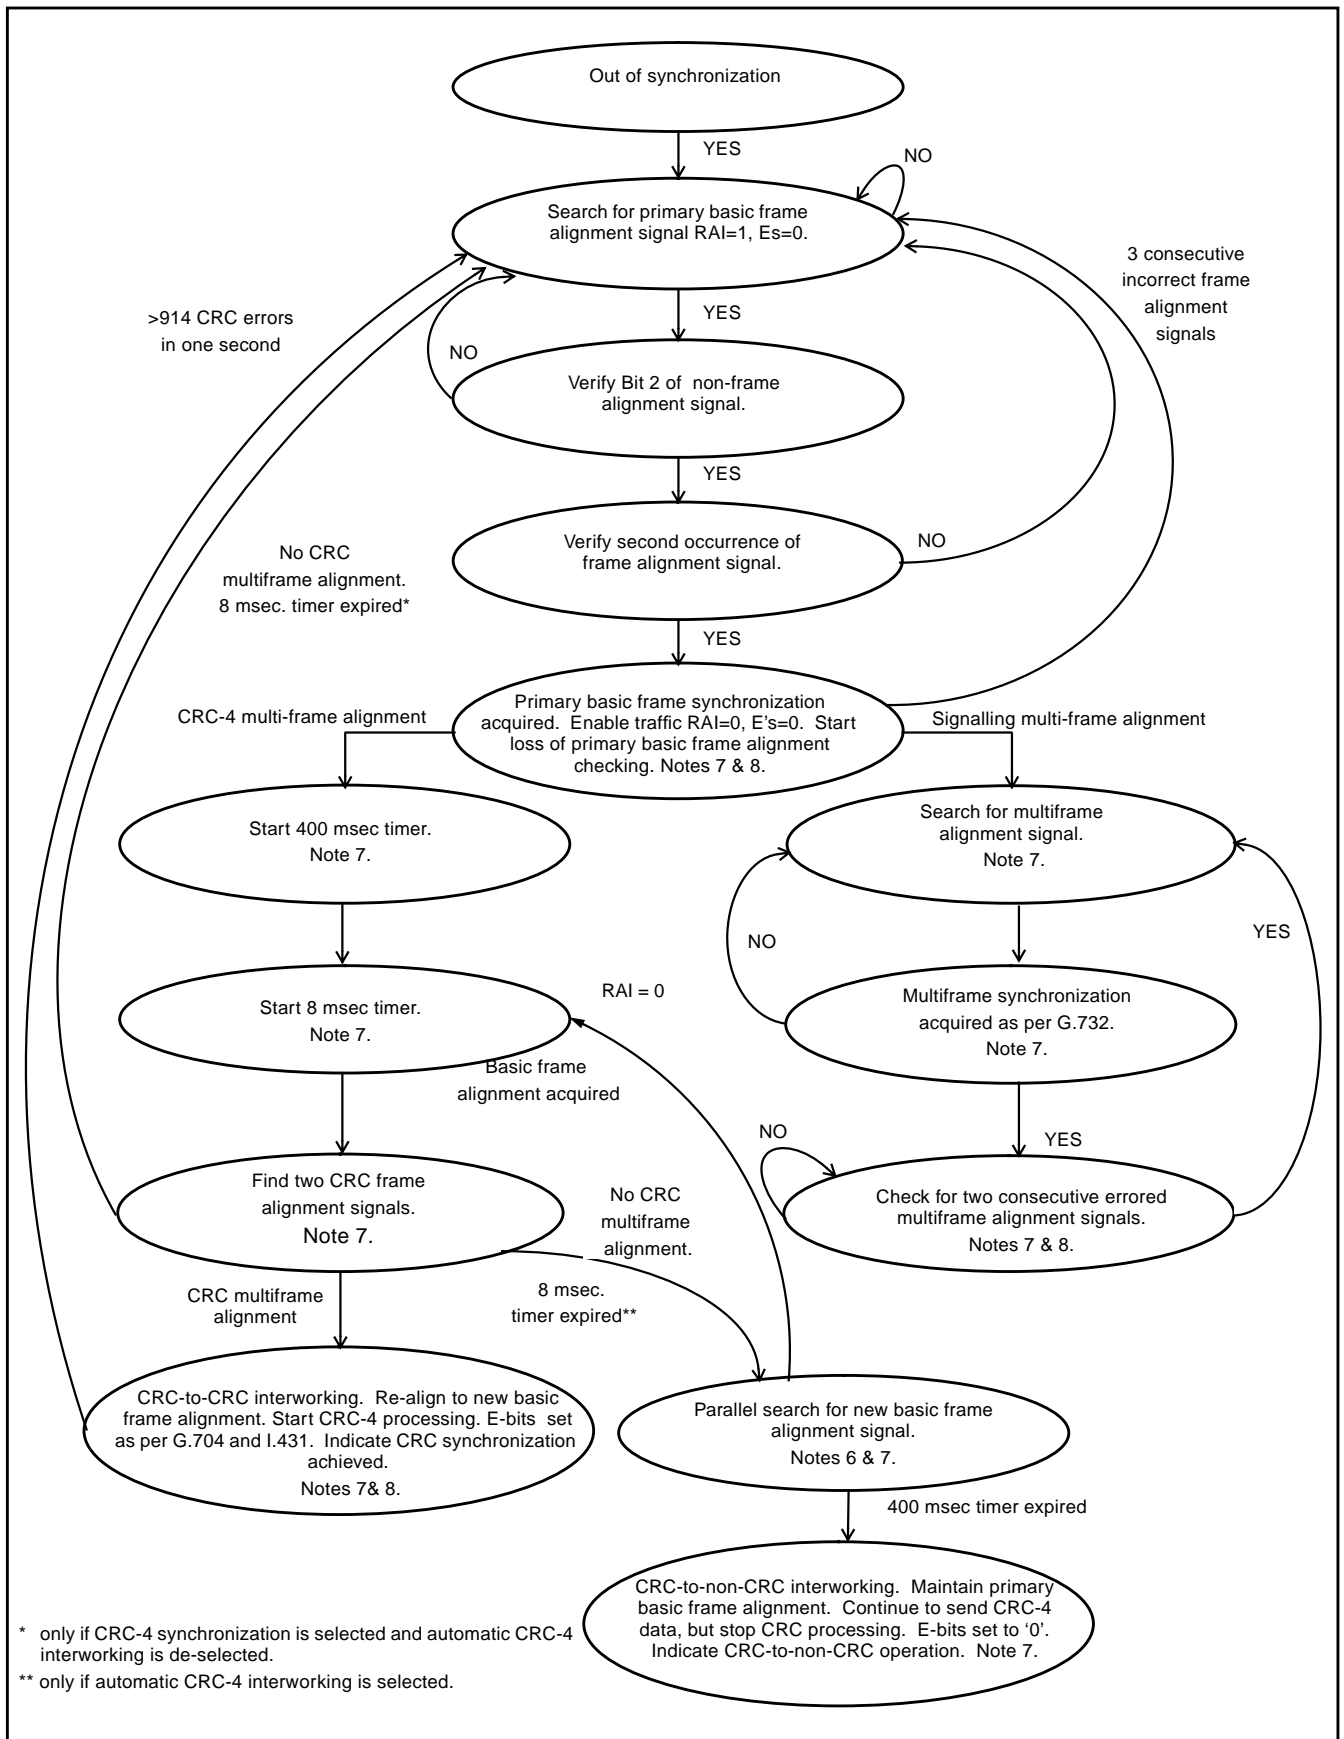 Out of synchronization
YES
NO
Search for primary basic frame
alignment signal RAI=1, Es=0.
3 consecutive
incorrect frame
alignment
signals
>914 CRC errors
in one second
YES
NO
Verify Bit 2 of non-frame
alignment signal.
YES
No CRC
multiframe alignment.
8 msec. timer expired*
Verify second occurrence of
frame alignment signal.
NO
YES
CRC-4 multi-frame alignment
Primary basic frame synchronization
acquired. Enable traffic RAI=0, E's=0. Start
loss of primary basic frame alignment
checking. Notes 7 & 8.
Signalling multi-frame alignment
Start 400 msec timer.
Note 7.
Search for multiframe
alignment signal.
Note 7.
NO
YES
RAI = 0
Start 8 msec timer.
Note 7.
Multiframe synchronization
acquired as per G.732.
Note 7.
Basic frame
alignment acquired
NO
YES
Find two CRC frame
alignment signals.
Note 7.
No CRC
multiframe
alignment.
Check for two consecutive errored
multiframe alignment signals.
Notes 7 & 8.
CRC multiframe
alignment
8 msec.
timer expired**
CRC-to-CRC interworking. Re-align to new basic
frame alignment. Start CRC-4 processing. E-bits set
as per G.704 and I.431. Indicate CRC synchronization
achieved.
Notes 7& 8.
Parallel search for new basic frame
alignment signal.
Notes 6 & 7.
400 msec timer expired
CRC-to-non-CRC interworking. Maintain primary
basic frame alignment. Continue to send CRC-4
data, but stop CRC processing. E-bits set to ‘0’.
Indicate CRC-to-non-CRC operation. Note 7.
* only if CRC-4 synchronization is selected and automatic CRC-4
interworking is de-selected.
** only if automatic CRC-4 interworking is selected.